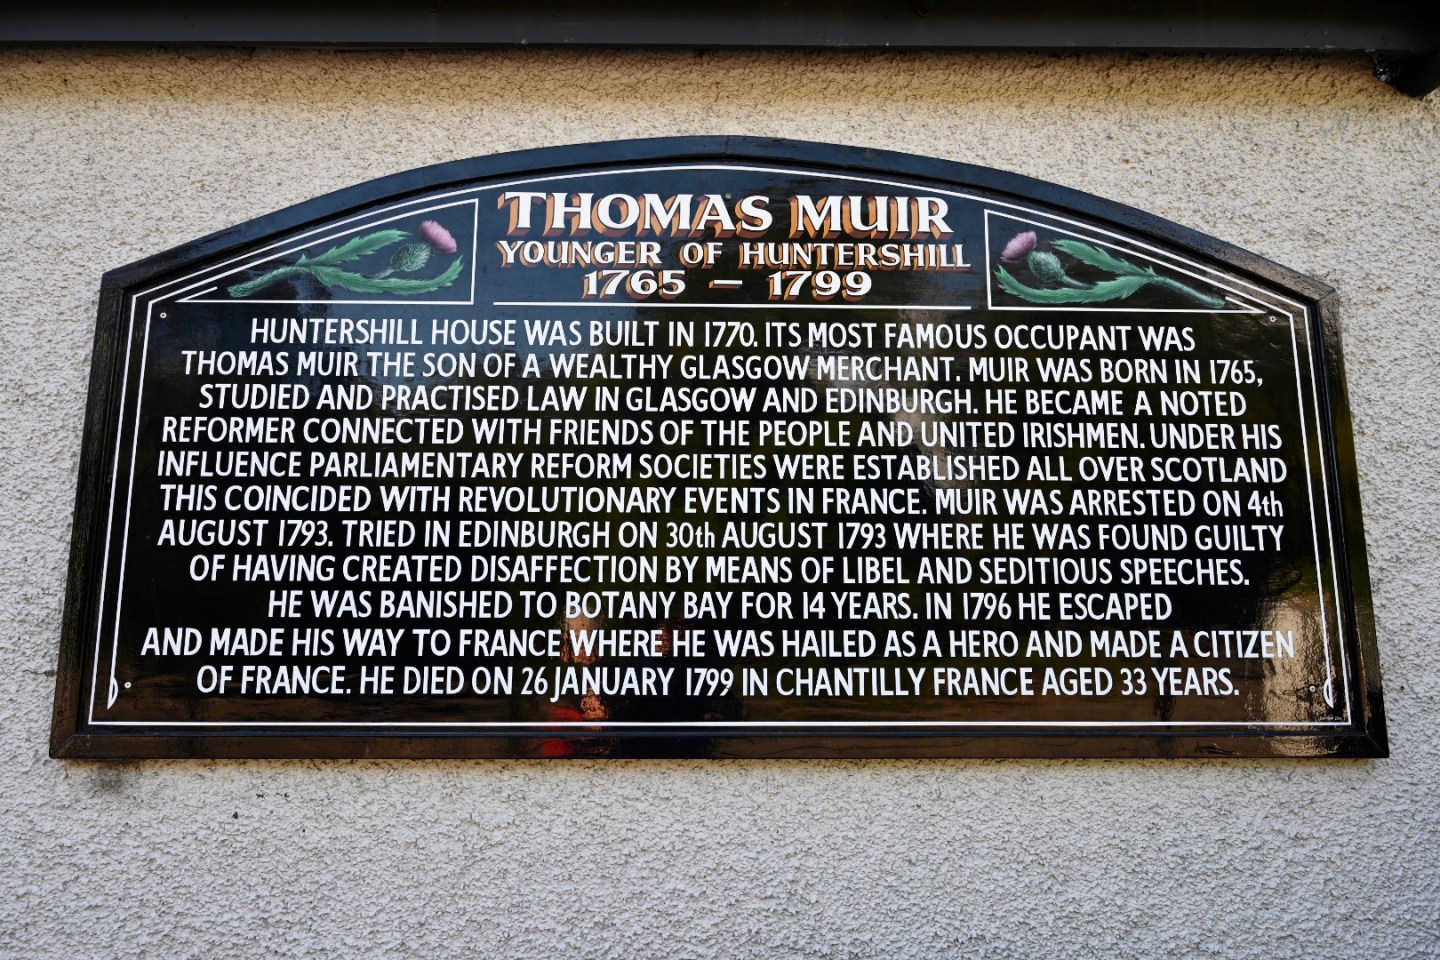 THOMAS MUIR
YOUNGER OF HUNTERSHILL
1765 – 1799
HUNTERSHILL HOUSE WAS BUILT IN 1770. ITS MOST FAMOUS OCCUPANT WAS
THOMAS MUIR THE SON OF A WEALTHY GLASGOW MERCHANT. MUIR WAS BORN IN 1765,
STUDIED AND PRACTISED LAW IN GLASGOW AND EDINBURGH. HE BECAME A NOTED
REFORMER CONNECTED WITH FRIENDS OF THE PEOPLE AND UNITED IRISHMEN. UNDER HIS
INFLUENCE PARLIAMENTARY REFORM SOCIETIES WERE ESTABLISHED ALL OVER SCOTLAND
THIS COINCIDED WITH REVOLUTIONARY EVENTS IN FRANCE. MUIR WAS ARRESTED ON 4th
AUGUST 1793. TRIED IN EDINBURGH ON 30th AUGUST 1793 WHERE HE WAS FOUND GUILTY
OF HAVING CREATED DISAFFECTION BY MEANS OF LIBEL AND SEDITIOUS SPEECHES.
HE WAS BANISHED TO BOTANY BAY FOR 14 YEARS. IN 1796 HE ESCAPED
AND MADE HIS WAY TO FRANCE WHERE HE WAS HAILED AS A HERO AND MADE A CITIZEN
OF FRANCE. HE DIED ON 26 JANUARY 1799 IN CHANTILLY FRANCE AGED 33 YEARS.